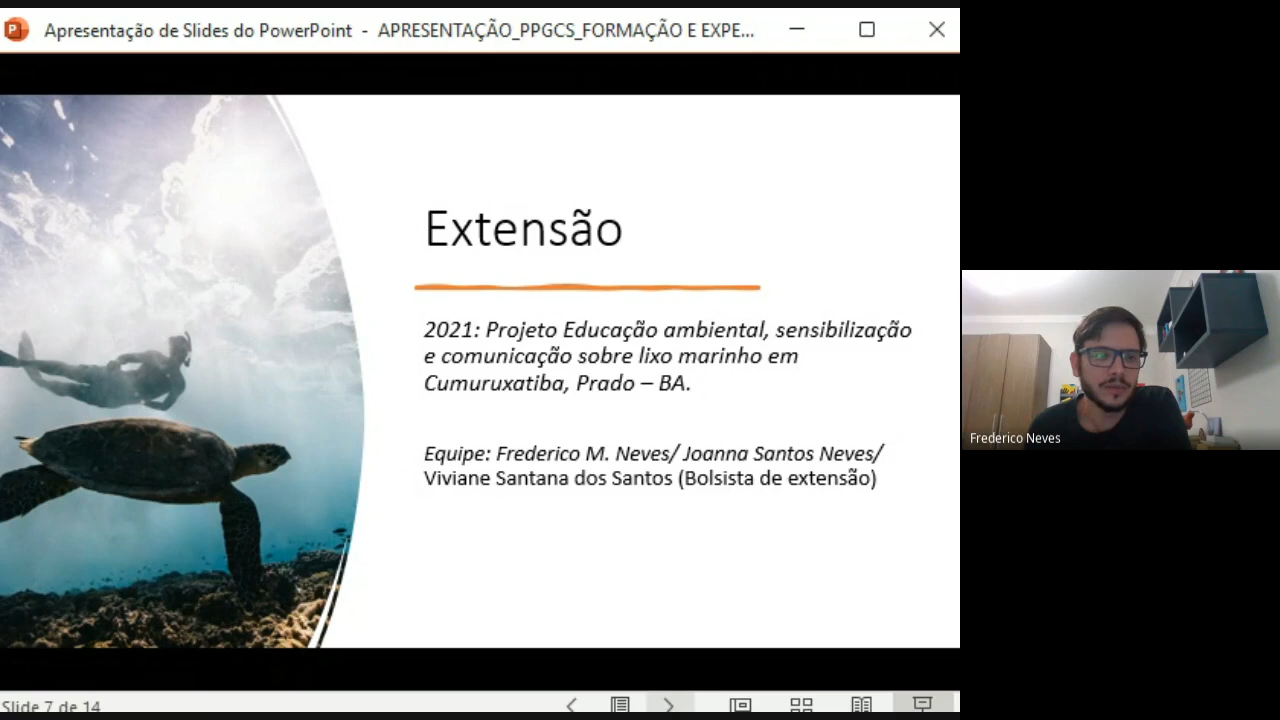 Apresentação de Slides do PowerPoint - APRESENTAÇÃO_PPGCS_FORMAÇÃO E EXPE...
Extensão
2021: Projeto Educação ambiental, sensibilização
e comunicação sobre lixo marinho em
Cumuruxatiba, Prado – BA.
Equipe: Frederico M. Neves/ Joanna Santos Neves/
Viviane Santana dos Santos (Bolsista de extensão)
Frederico Neves
Slide 7 de 14